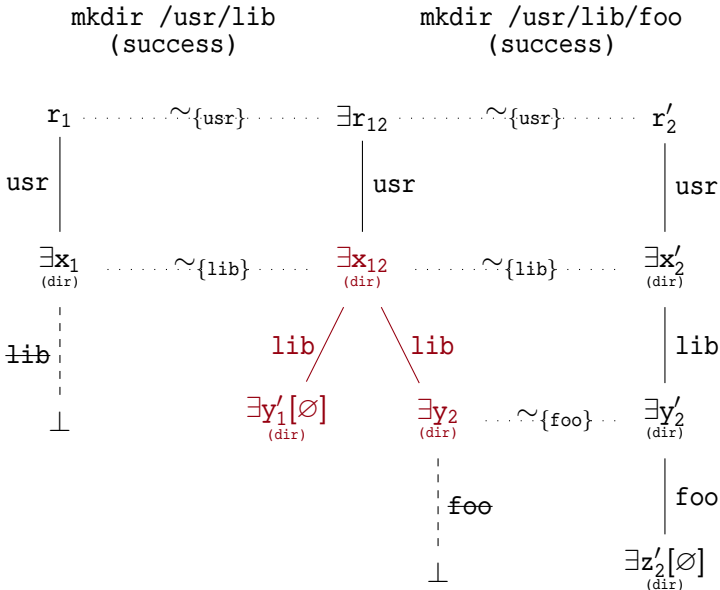 mkdir /usr/lib mkdir /usr/lib/foo
(success) (success)
r₁ ∼{usr} ∃r₁₂ ∼{usr} r′₂
usr usr usr
∃x₁ ∼{lib} ∃x₁₂ ∼{lib} ∃x′₂
(dir) (dir) (dir)
lib lib lib lib
⊥ ∃y′₁[∅] ∃y₂ ∼{foo} ∃y′₂
(dir) (dir) (dir)
foo foo
⊥ ∃z′₂[∅]
(dir)